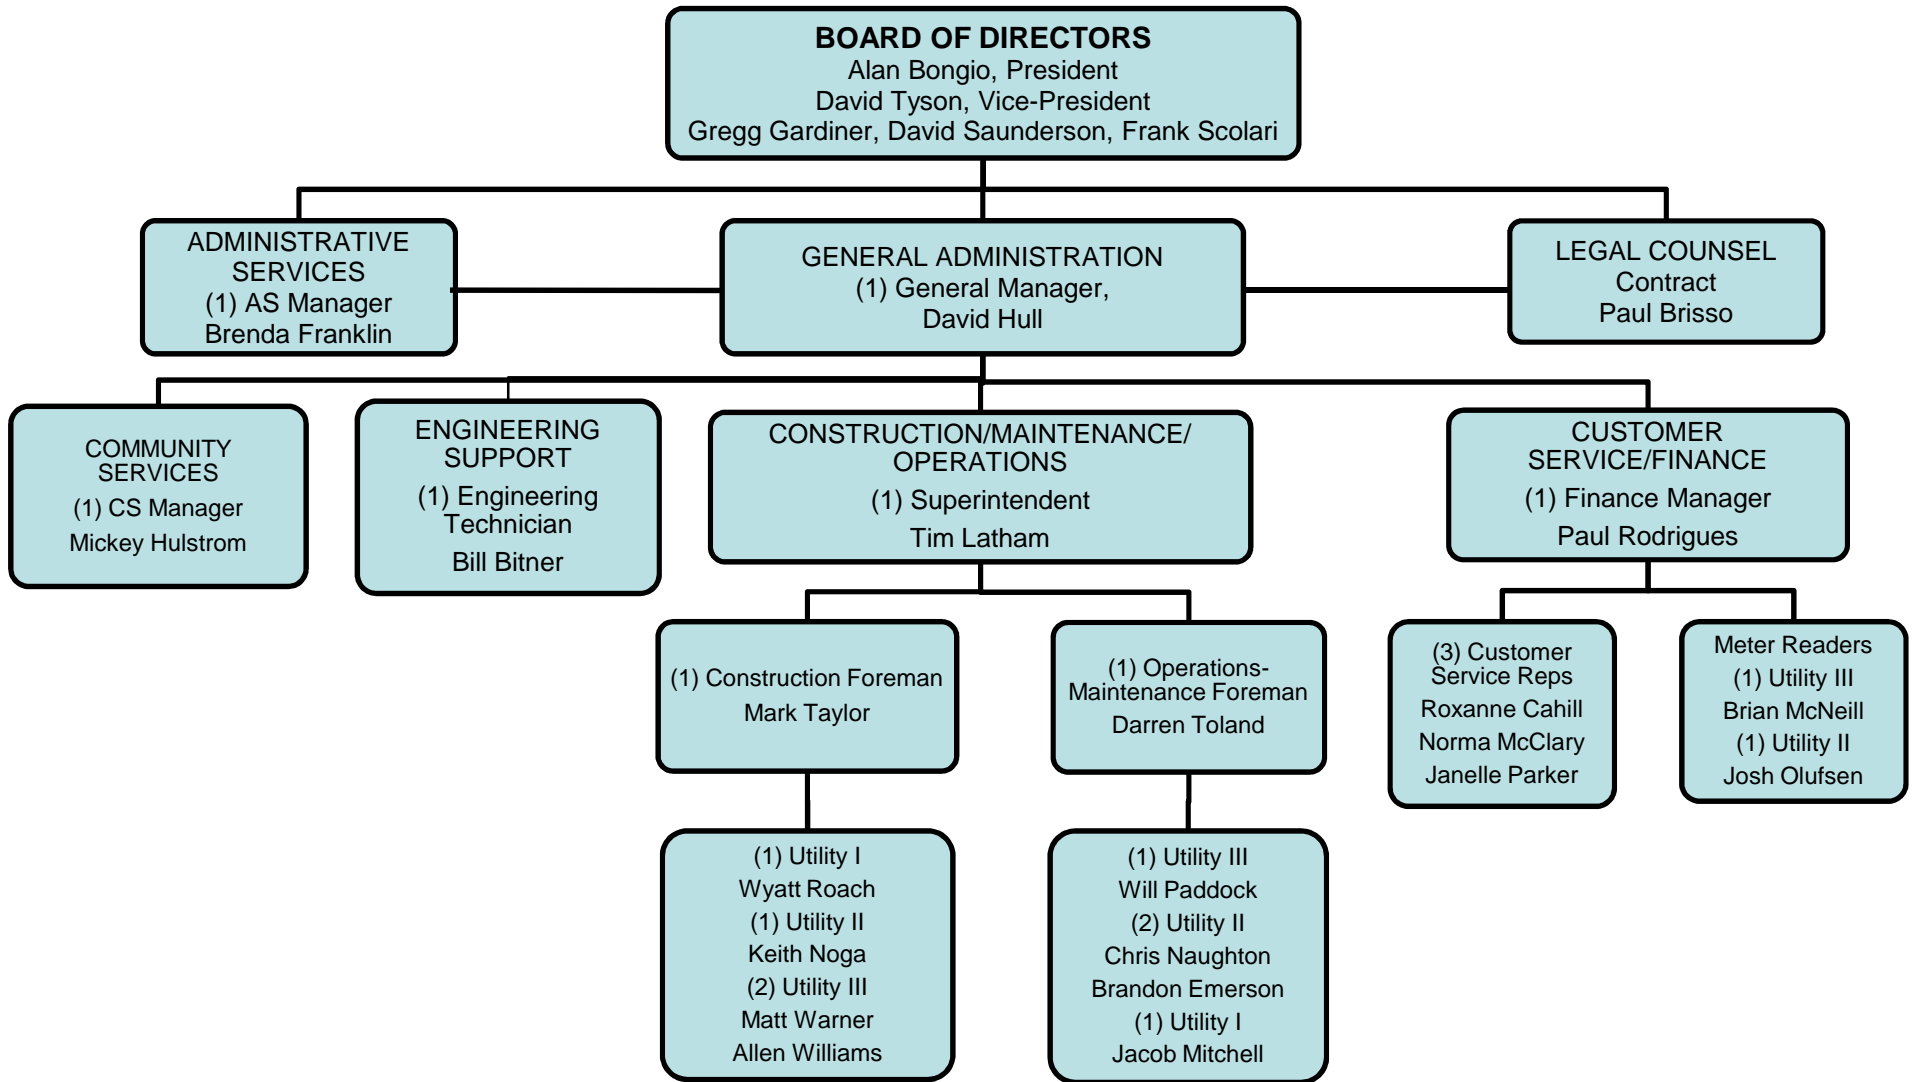 BOARD OF DIRECTORS
Alan Bongio, President
David Tyson, Vice-President
Gregg Gardiner, David Saunderson, Frank Scolari
ADMINISTRATIVE
SERVICES
(1) AS Manager
Brenda Franklin
GENERAL ADMINISTRATION
(1) General Manager,
David Hull
LEGAL COUNSEL
Contract
Paul Brisso
COMMUNITY
SERVICES
(1) CS Manager
Mickey Hulstrom
ENGINEERING
SUPPORT
(1) Engineering
Technician
Bill Bitner
CONSTRUCTION/MAINTENANCE/
OPERATIONS
(1) Superintendent
Tim Latham
CUSTOMER
SERVICE/FINANCE
(1) Finance Manager
Paul Rodrigues
(1) Construction Foreman
Mark Taylor
(1) Operations-
Maintenance Foreman
Darren Toland
(3) Customer
Service Reps
Roxanne Cahill
Norma McClary
Janelle Parker
Meter Readers
(1) Utility III
Brian McNeill
(1) Utility II
Josh Olufsen
(1) Utility I
Wyatt Roach
(1) Utility II
Keith Noga
(2) Utility III
Matt Warner
Allen Williams
(1) Utility III
Will Paddock
(2) Utility II
Chris Naughton
Brandon Emerson
(1) Utility I
Jacob Mitchell